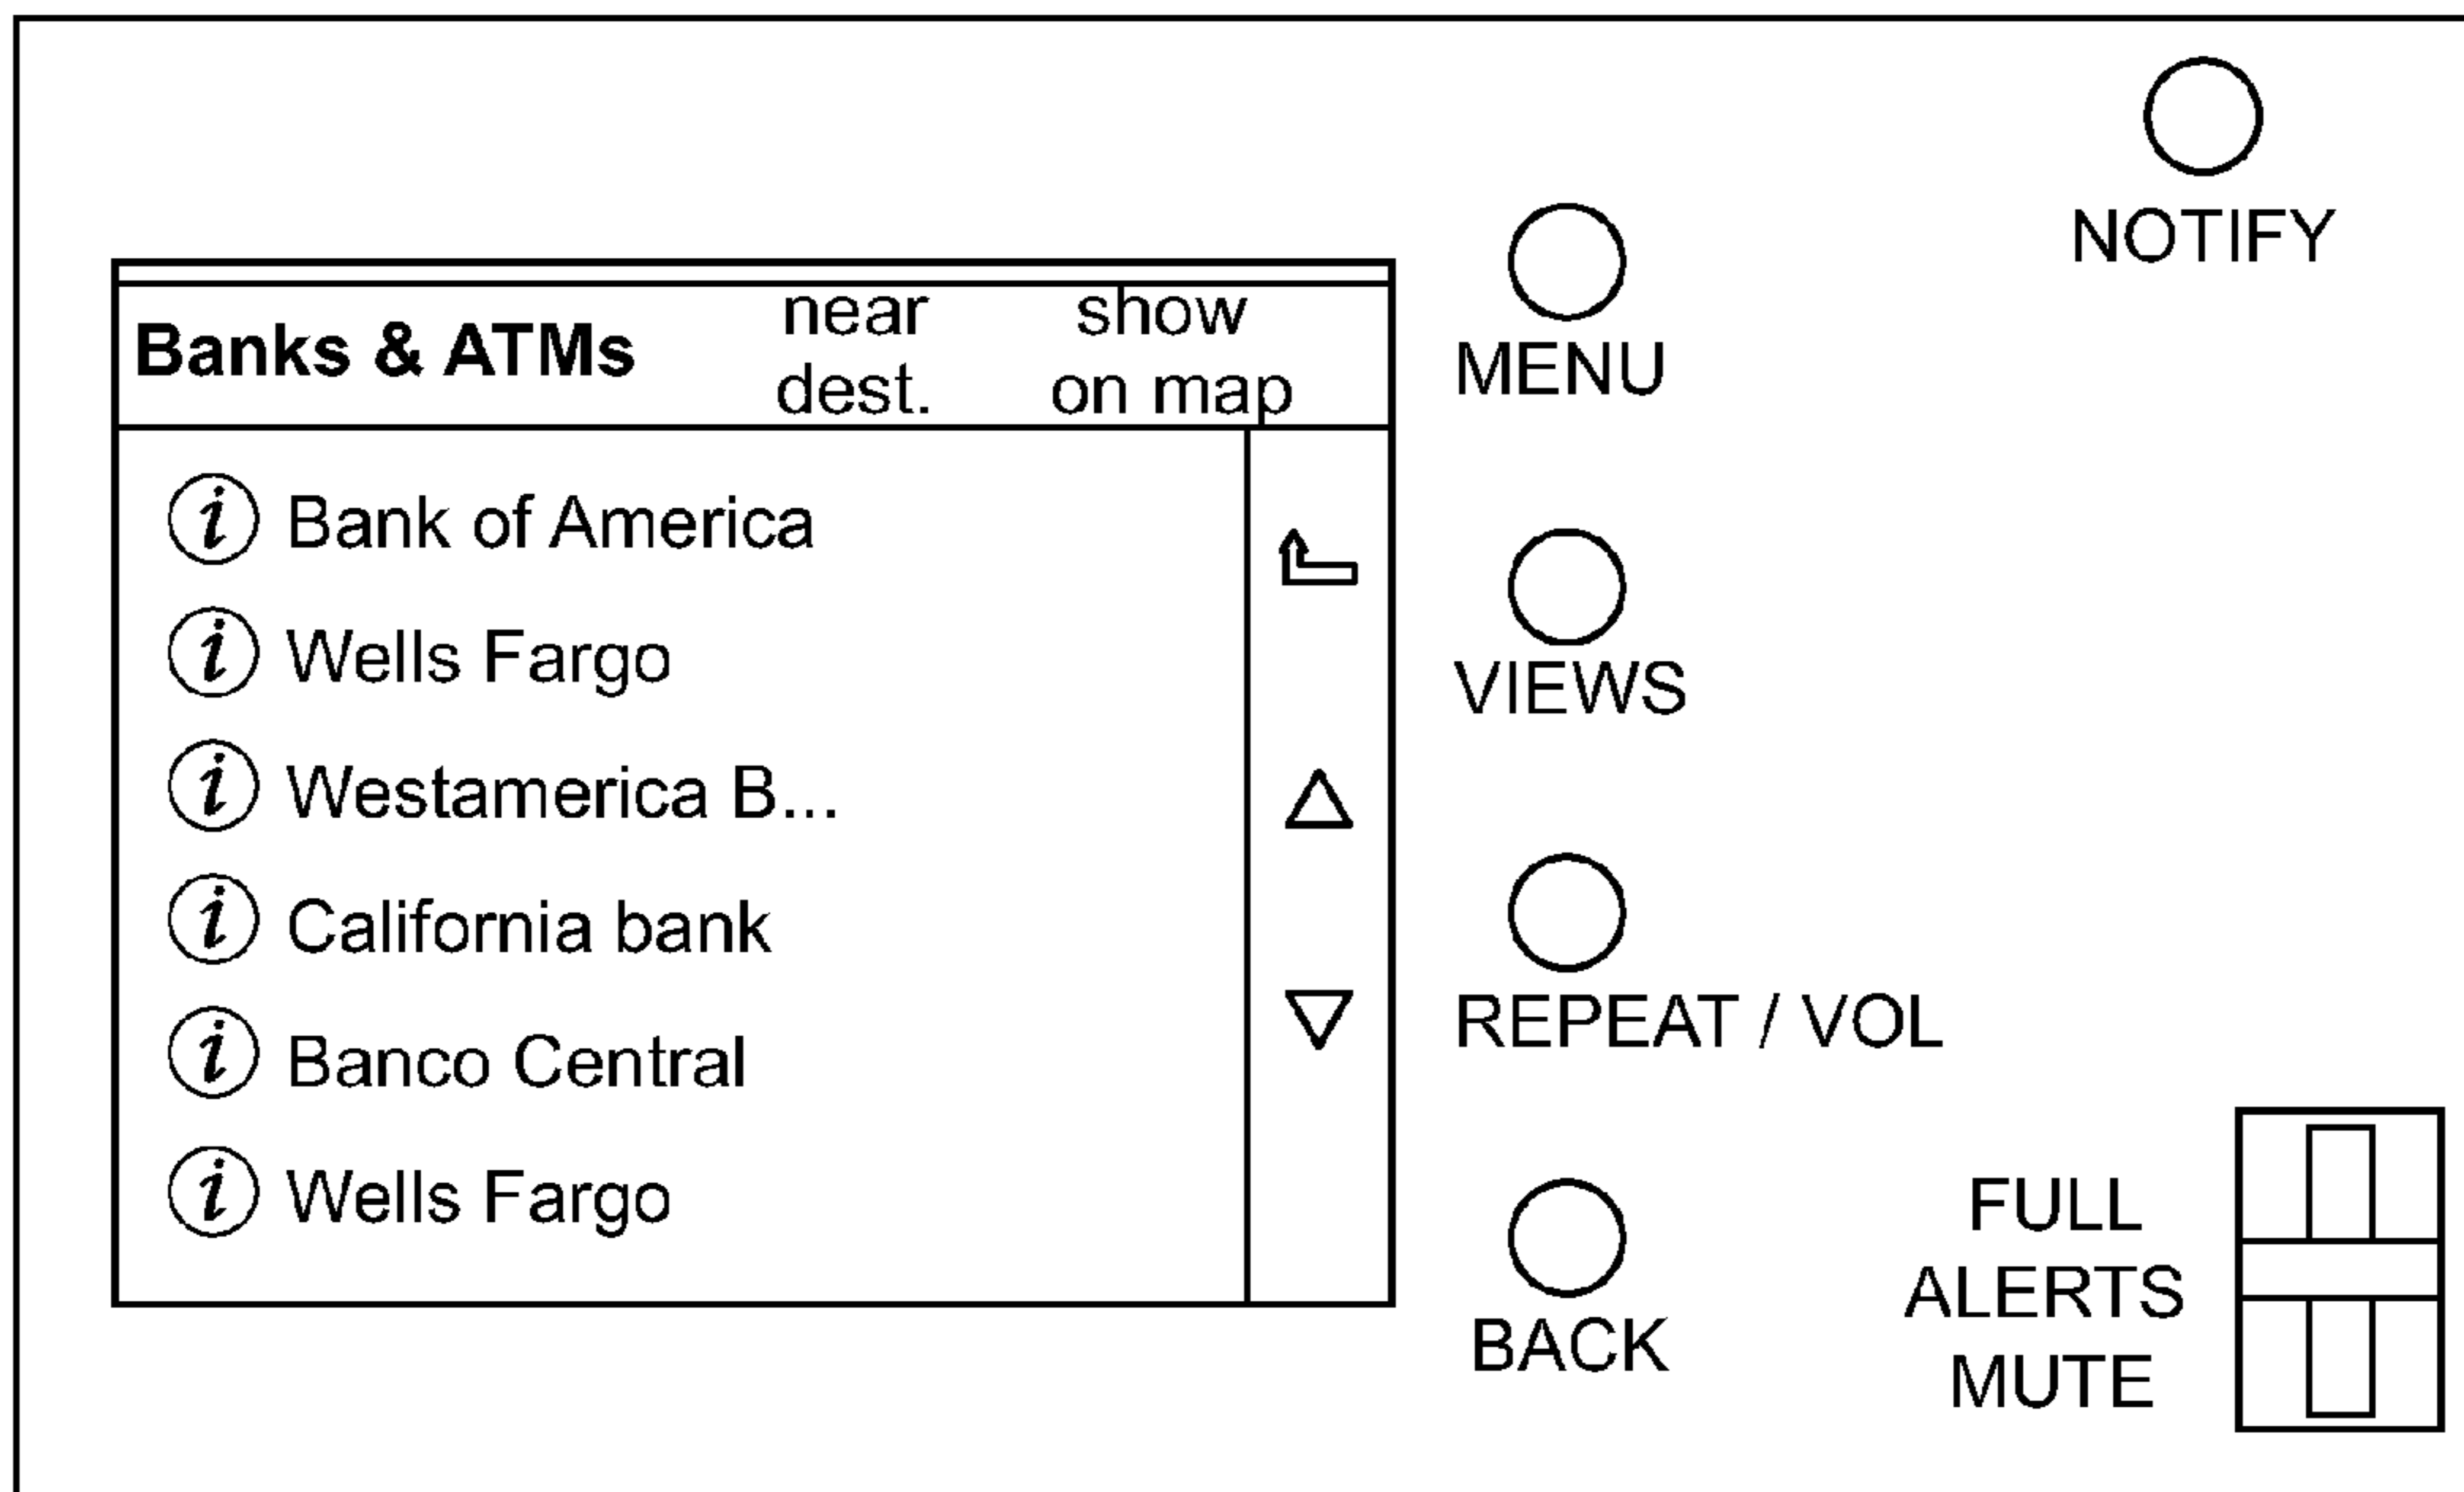 NOTIFY
MENU
Banks & ATMs
near
dest.
show
on map
i Bank of America
i Wells Fargo
i Westamerica B...
i California bank
i Banco Central
i Wells Fargo
VIEWS
REPEAT / VOL
BACK
FULL
ALERTS
MUTE